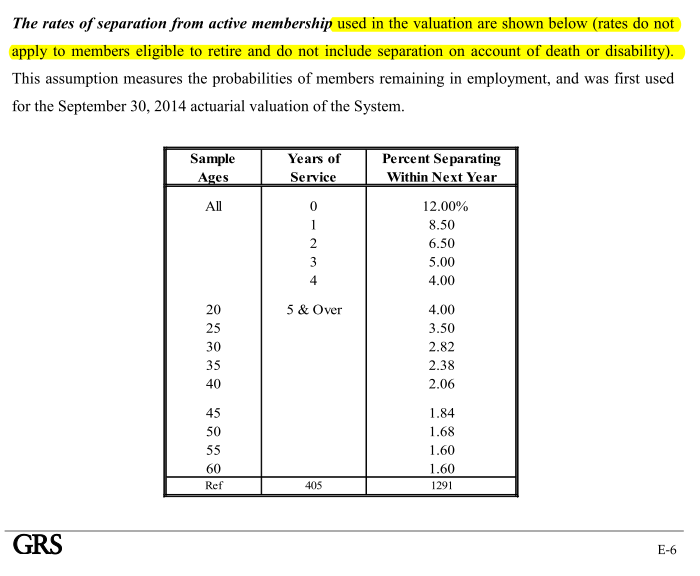 The rates of separation from active membership used in the valuation are shown below (rates do not
apply to members eligible to retire and do not include separation on account of death or disability).
This assumption measures the probabilities of members remaining in employment, and was first used
for the September 30, 2014 actuarial valuation of the System.
Sample Years of Percent Separating
Ages Service Within Next Year
All 0 12.00%
1 8.50
2 6.50
3 5.00
4 4.00
20 5 & Over 4.00
25 3.50
30 2.82
35 2.38
40 2.06
45 1.84
50 1.68
55 1.60
60 1.60
Ref 405 1291
GRS E-6